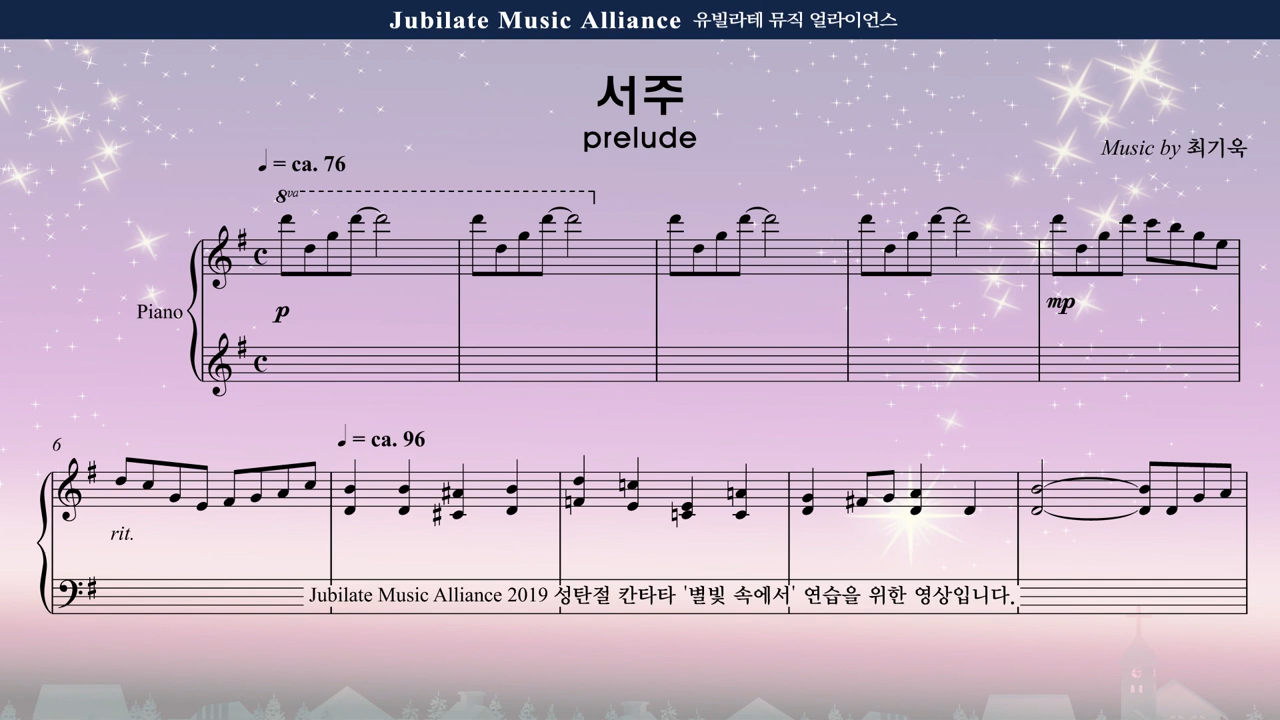 Jubilate Music Alliance 유빌라테 뮤직 얼라이언스
서주
prelude
Music by 최기욱
♩ = ca. 76
8va
Piano
p
mp
6
♩ = ca. 96
rit.
Jubilate Music Alliance 2019 성탄절 칸타타 '별빛 속에서' 연습을 위한 영상입니다.